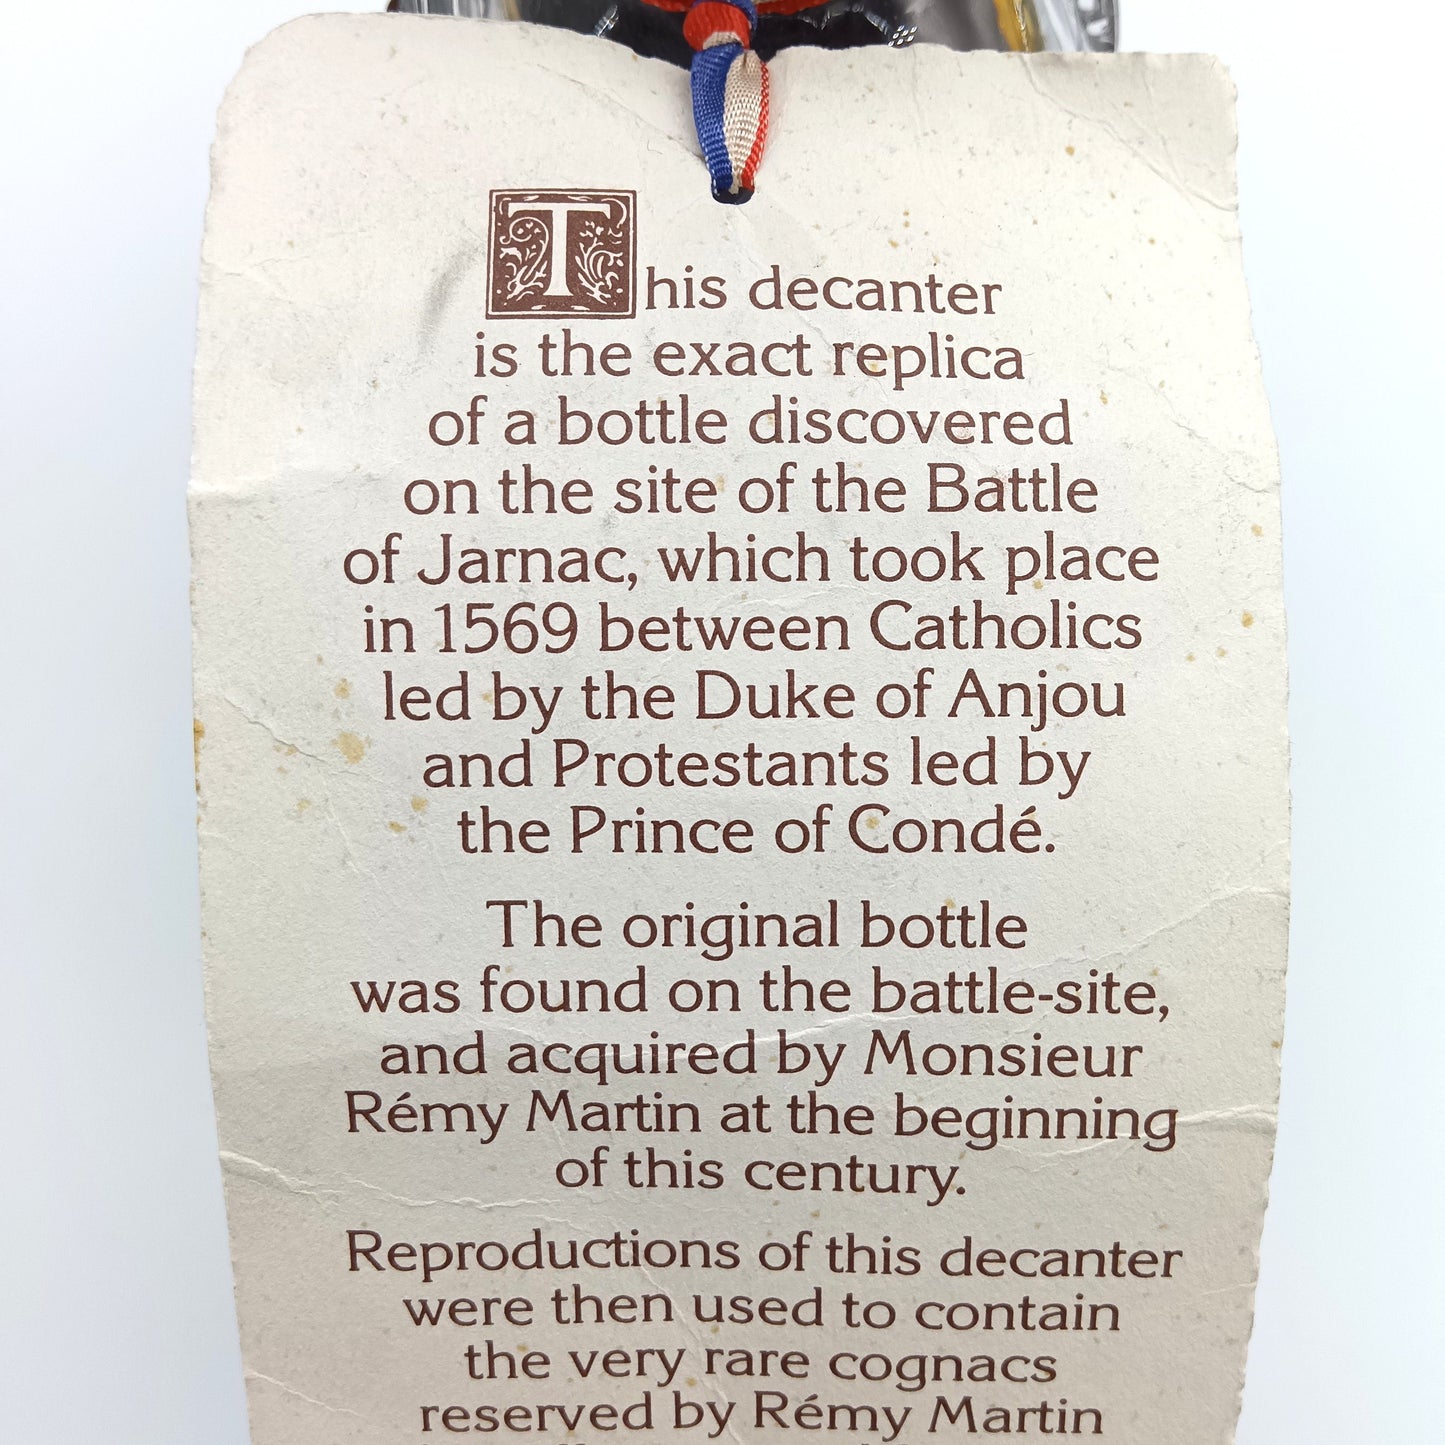 This decanter
is the exact replica
of a bottle discovered
on the site of the Battle
of Jarnac, which took place
in 1569 between Catholics
led by the Duke of Anjou
and Protestants led by
the Prince of Condé.
The original bottle
was found on the battle-site,
and acquired by Monsieur
Rémy Martin at the beginning
of this century.
Reproductions of this decanter
were then used to contain
the very rare cognacs
reserved by Rémy Martin